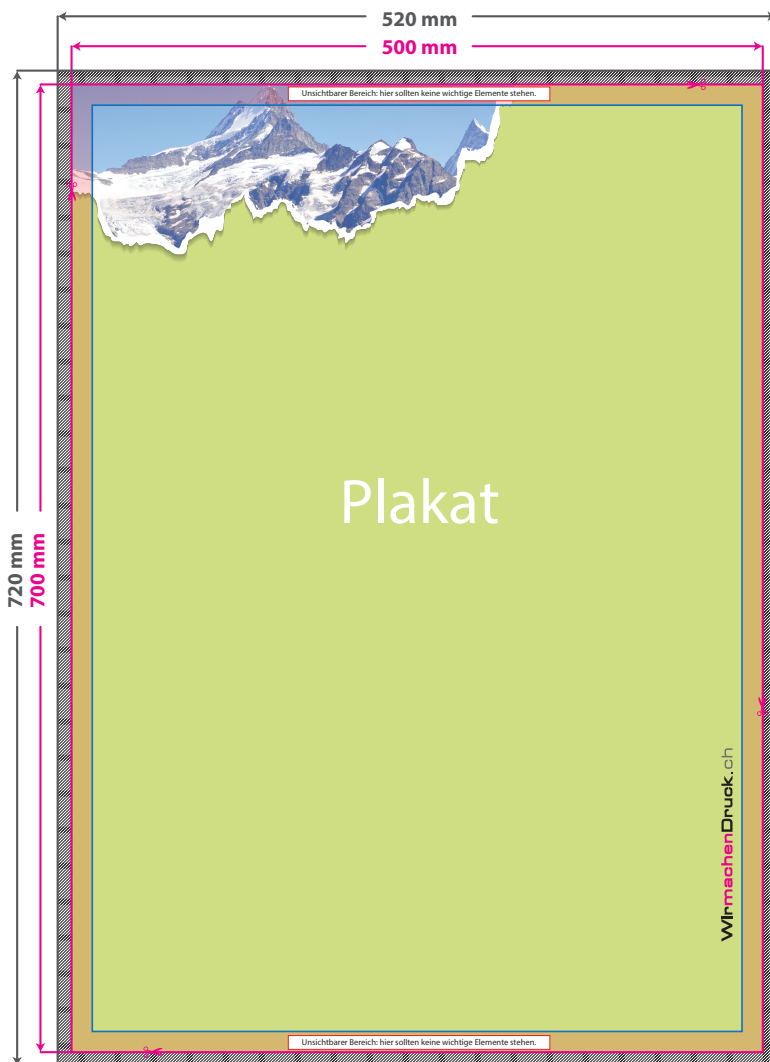 520 mm
500 mm
Unsichtbarer Bereich: hier sollten keine wichtige Elemente stehen.
720 mm
700 mm
Plakat
WIrmachenDruck.ch
Unsichtbarer Bereich: hier sollten keine wichtige Elemente stehen.